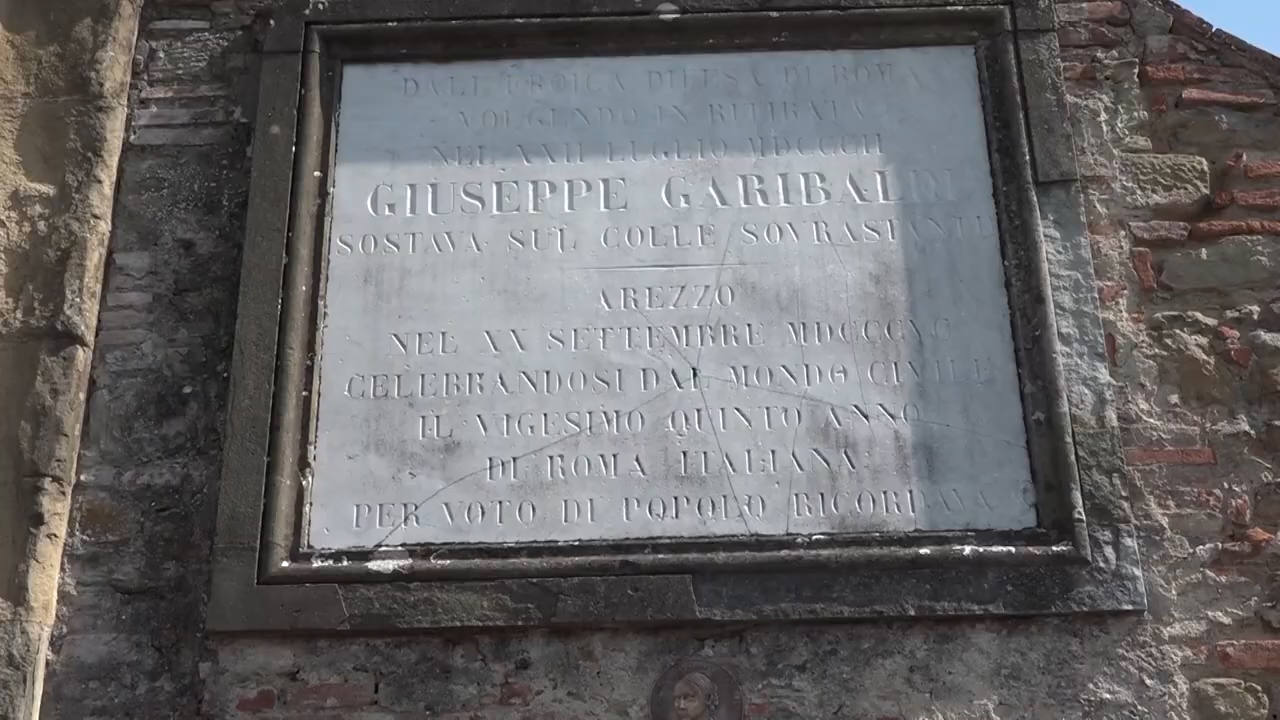 DALL'EROICA DIFESA DI ROMA
VOLGENDO IN RITIRATA
NEL XXII LUGLIO MDCCCIL
GIUSEPPE GARIBALDI
SOSTAVA SUL COLLE SOVRASTANTE
AREZZO
NEL XX SETTEMBRE MDCCCVC
CELEBRANDOSI DAL MONDO CIVILE
IL VIGESIMO QUINTO ANNO
DI ROMA ITALIANA
PER VOTO DI POPOLO RICORDAVA